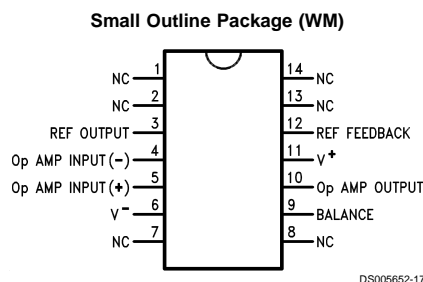 Small Outline Package (WM)
NC 1 14 NC
NC 2 13 NC
REF OUTPUT 3 12 REF FEEDBACK
Op AMP INPUT(−) 4 11 V+
Op AMP INPUT(+) 5 10 Op AMP OUTPUT
V− 6 9 BALANCE
NC 7 8 NC
DS005652-17